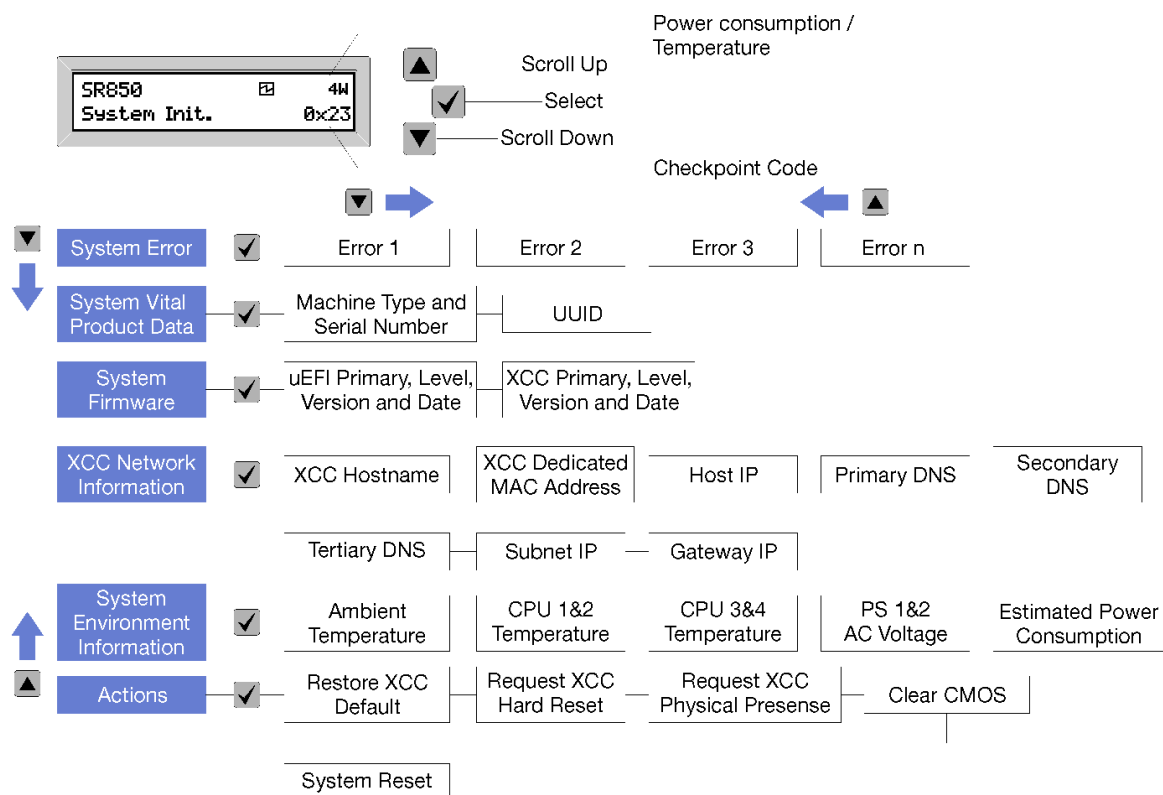 Power consumption /
Temperature
SR850 4W
System Init. 0x23
Scroll Up
Select
Scroll Down
Checkpoint Code
System Error
Error 1
Error 2
Error 3
Error n
System Vital
Product Data
Machine Type and
Serial Number
UUID
System
Firmware
uEFI Primary, Level,
Version and Date
XCC Primary, Level,
Version and Date
XCC Network
Information
XCC Hostname
XCC Dedicated
MAC Address
Host IP
Primary DNS
Secondary
DNS
Tertiary DNS
Subnet IP
Gateway IP
System
Environment
Information
Ambient
Temperature
CPU 1&2
Temperature
CPU 3&4
Temperature
PS 1&2
AC Voltage
Estimated Power
Consumption
Actions
Restore XCC
Default
Request XCC
Hard Reset
Request XCC
Physical Presense
Clear CMOS
System Reset